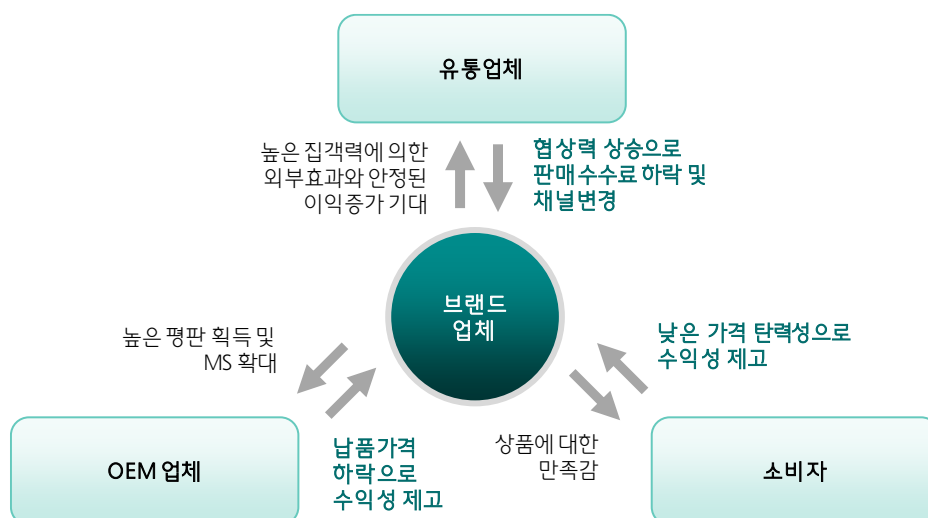 유통업체
높은 집객력에 의한
외부효과와 안정된
이익증가 기대
협상력 상승으로
판매수수료 하락 및
채널변경
브랜드
업체
높은 평판 획득 및
MS 확대
낮은 가격 탄력성으로
수익성 제고
OEM 업체
납품가격
하락으로
수익성 제고
상품에 대한
만족감
소비자